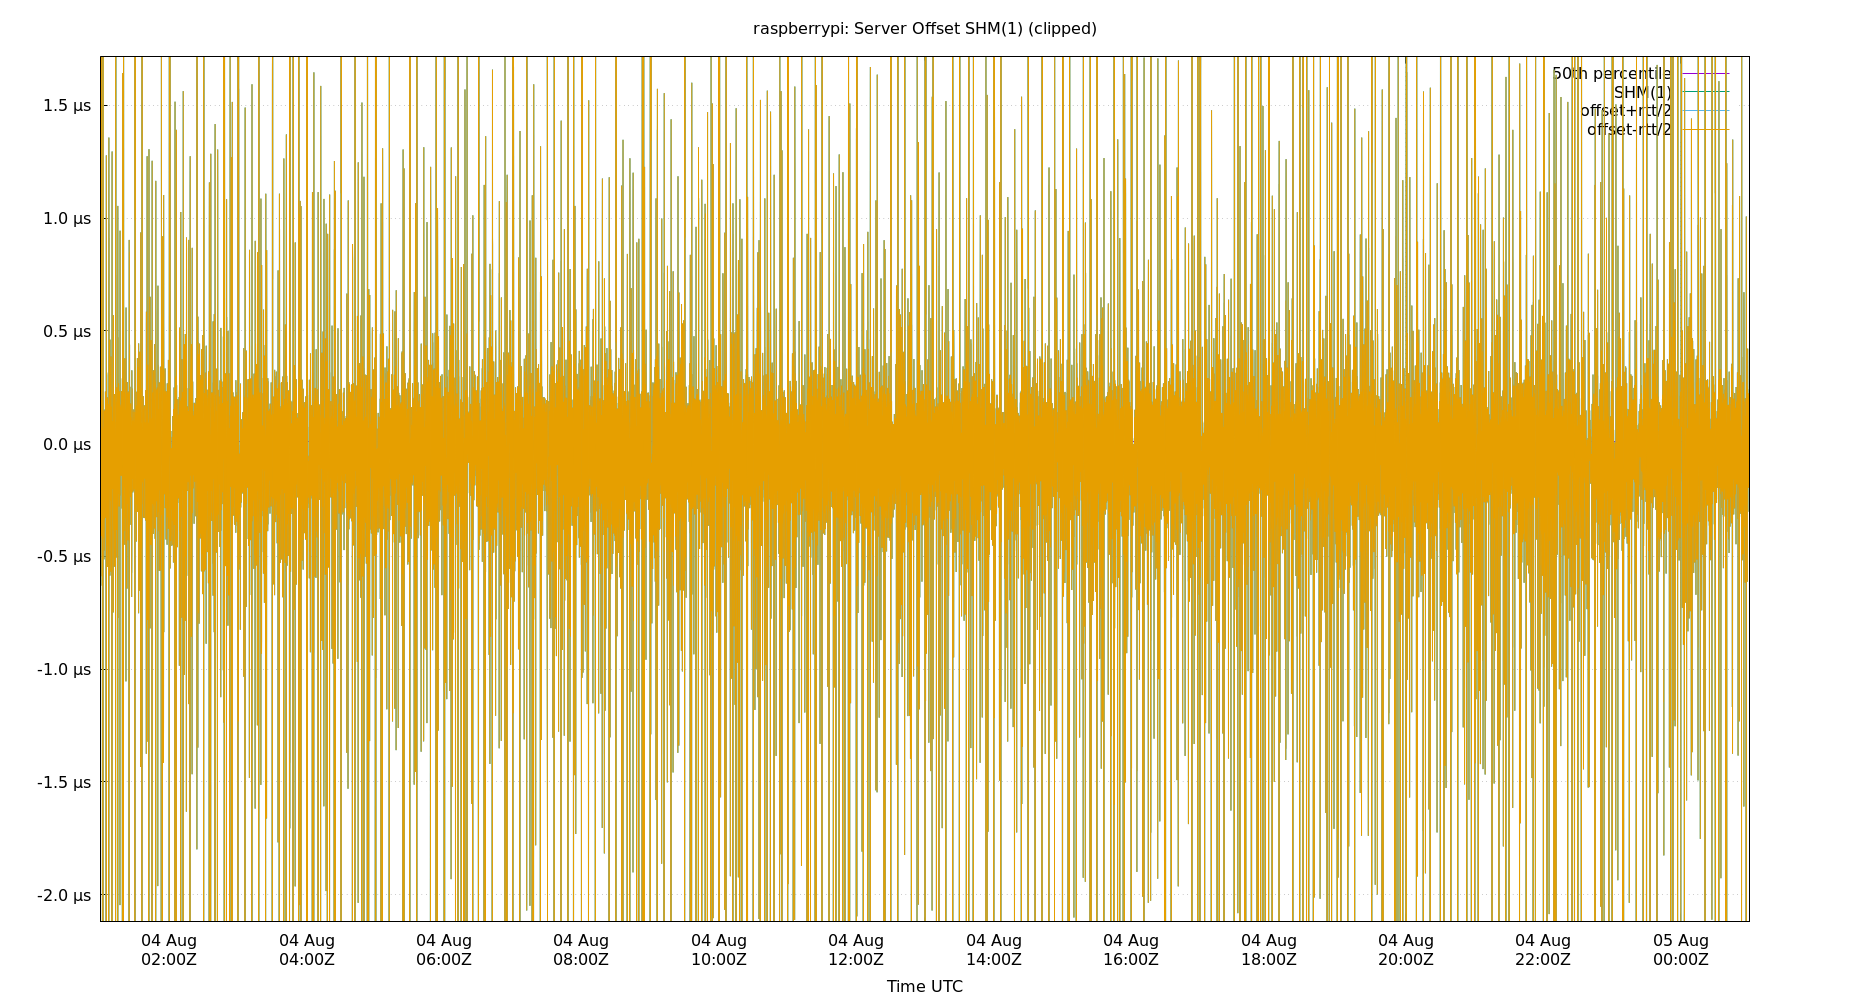 raspberrypi: Server Offset SHM(1) (clipped)
50th percentile
SHM(1)
offset+rtt/2
offset-rtt/2
1.5 µs
1.0 µs
0.5 µs
0.0 µs
-0.5 µs
-1.0 µs
-1.5 µs
-2.0 µs
04 Aug 04 Aug 04 Aug 04 Aug 04 Aug 04 Aug 04 Aug 04 Aug 04 Aug 04 Aug 04 Aug 05 Aug
02:00Z 04:00Z 06:00Z 08:00Z 10:00Z 12:00Z 14:00Z 16:00Z 18:00Z 20:00Z 22:00Z 00:00Z
Time UTC